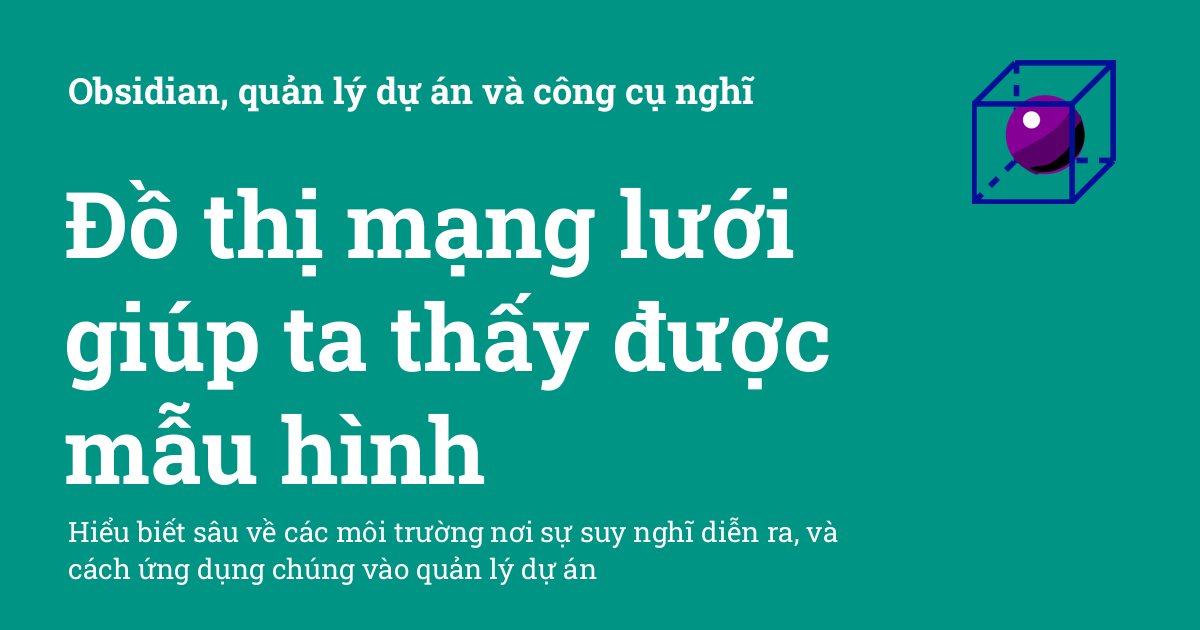 Obsidian, quản lý dự án và công cụ nghĩ
Đồ thị mạng lưới
giúp ta thấy được
mẫu hình
Hiểu biết sâu về các môi trường nơi sự suy nghĩ diễn ra, và
cách ứng dụng chúng vào quản lý dự án